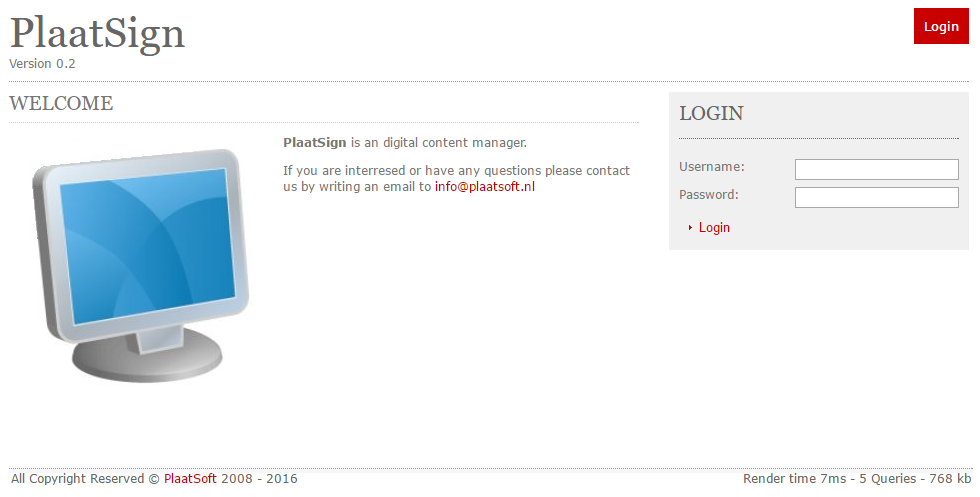 PlaatSign
Login
Version 0.2
WELCOME
PlaatSign is an digital content manager.
If you are interresed or have any questions please contact
us by writing an email to info@plaatsoft.nl
LOGIN
Username:
Password:
Login
All Copyright Reserved © PlaatSoft 2008 - 2016
Render time 7ms - 5 Queries - 768 kb